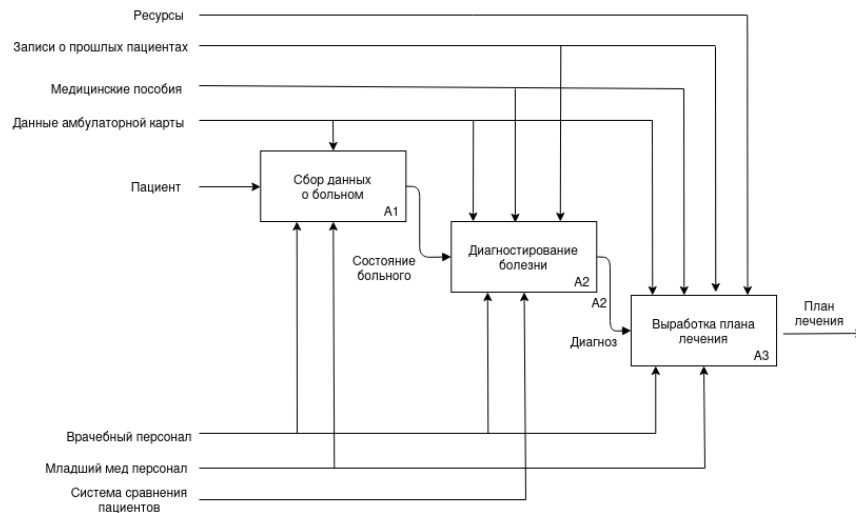 Ресурсы
Записи о прошлых пациентах
Медицинские пособия
Данные амбулаторной карты
Пациент
Сбор данных
о больном
A1
Состояние
больного
Диагностирование
болезни
A2
A2
Диагноз
Выработка плана
лечения
A3
План
лечения
Врачебный персонал
Младший мед персонал
Система сравнения
пациентов